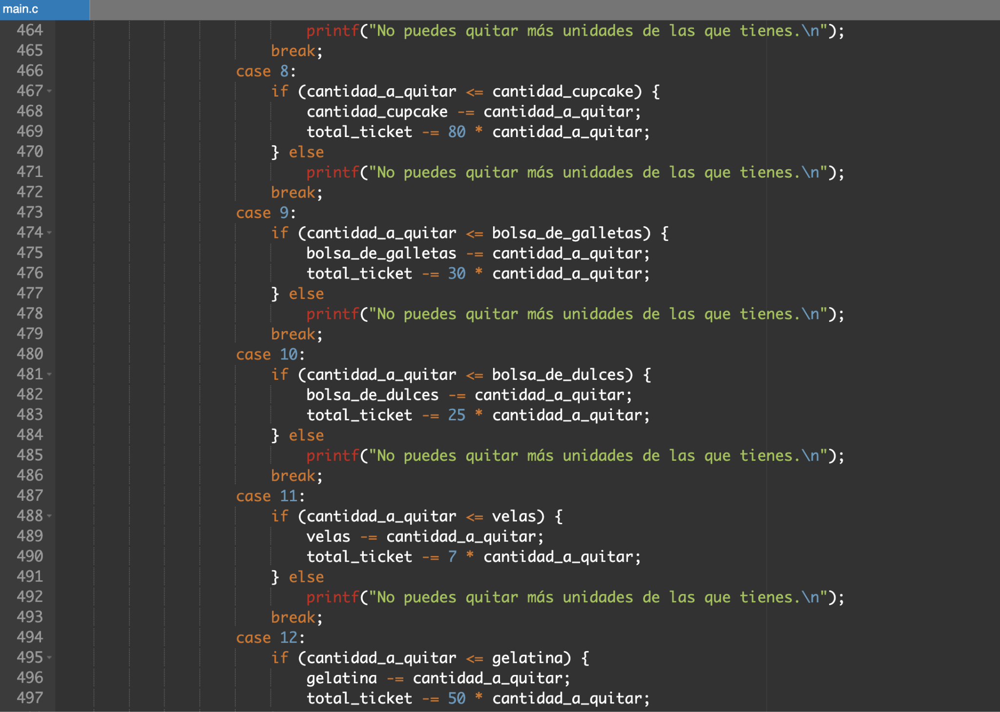 main.c
464 printf("No puedes quitar más unidades de las que tienes.\n");
465 break;
466 case 8:
467 if (cantidad_a_quitar <= cantidad_cupcake) {
468 cantidad_cupcake -= cantidad_a_quitar;
469 total_ticket -= 80 * cantidad_a_quitar;
470 } else
471 printf("No puedes quitar más unidades de las que tienes.\n");
472 break;
473 case 9:
474 if (cantidad_a_quitar <= bolsa_de_galletas) {
475 bolsa_de_galletas -= cantidad_a_quitar;
476 total_ticket -= 30 * cantidad_a_quitar;
477 } else
478 printf("No puedes quitar más unidades de las que tienes.\n");
479 break;
480 case 10:
481 if (cantidad_a_quitar <= bolsa_de_dulces) {
482 bolsa_de_dulces -= cantidad_a_quitar;
483 total_ticket -= 25 * cantidad_a_quitar;
484 } else
485 printf("No puedes quitar más unidades de las que tienes.\n");
486 break;
487 case 11:
488 if (cantidad_a_quitar <= velas) {
489 velas -= cantidad_a_quitar;
490 total_ticket -= 7 * cantidad_a_quitar;
491 } else
492 printf("No puedes quitar más unidades de las que tienes.\n");
493 break;
494 case 12:
495 if (cantidad_a_quitar <= gelatina) {
496 gelatina -= cantidad_a_quitar;
497 total_ticket -= 50 * cantidad_a_quitar;